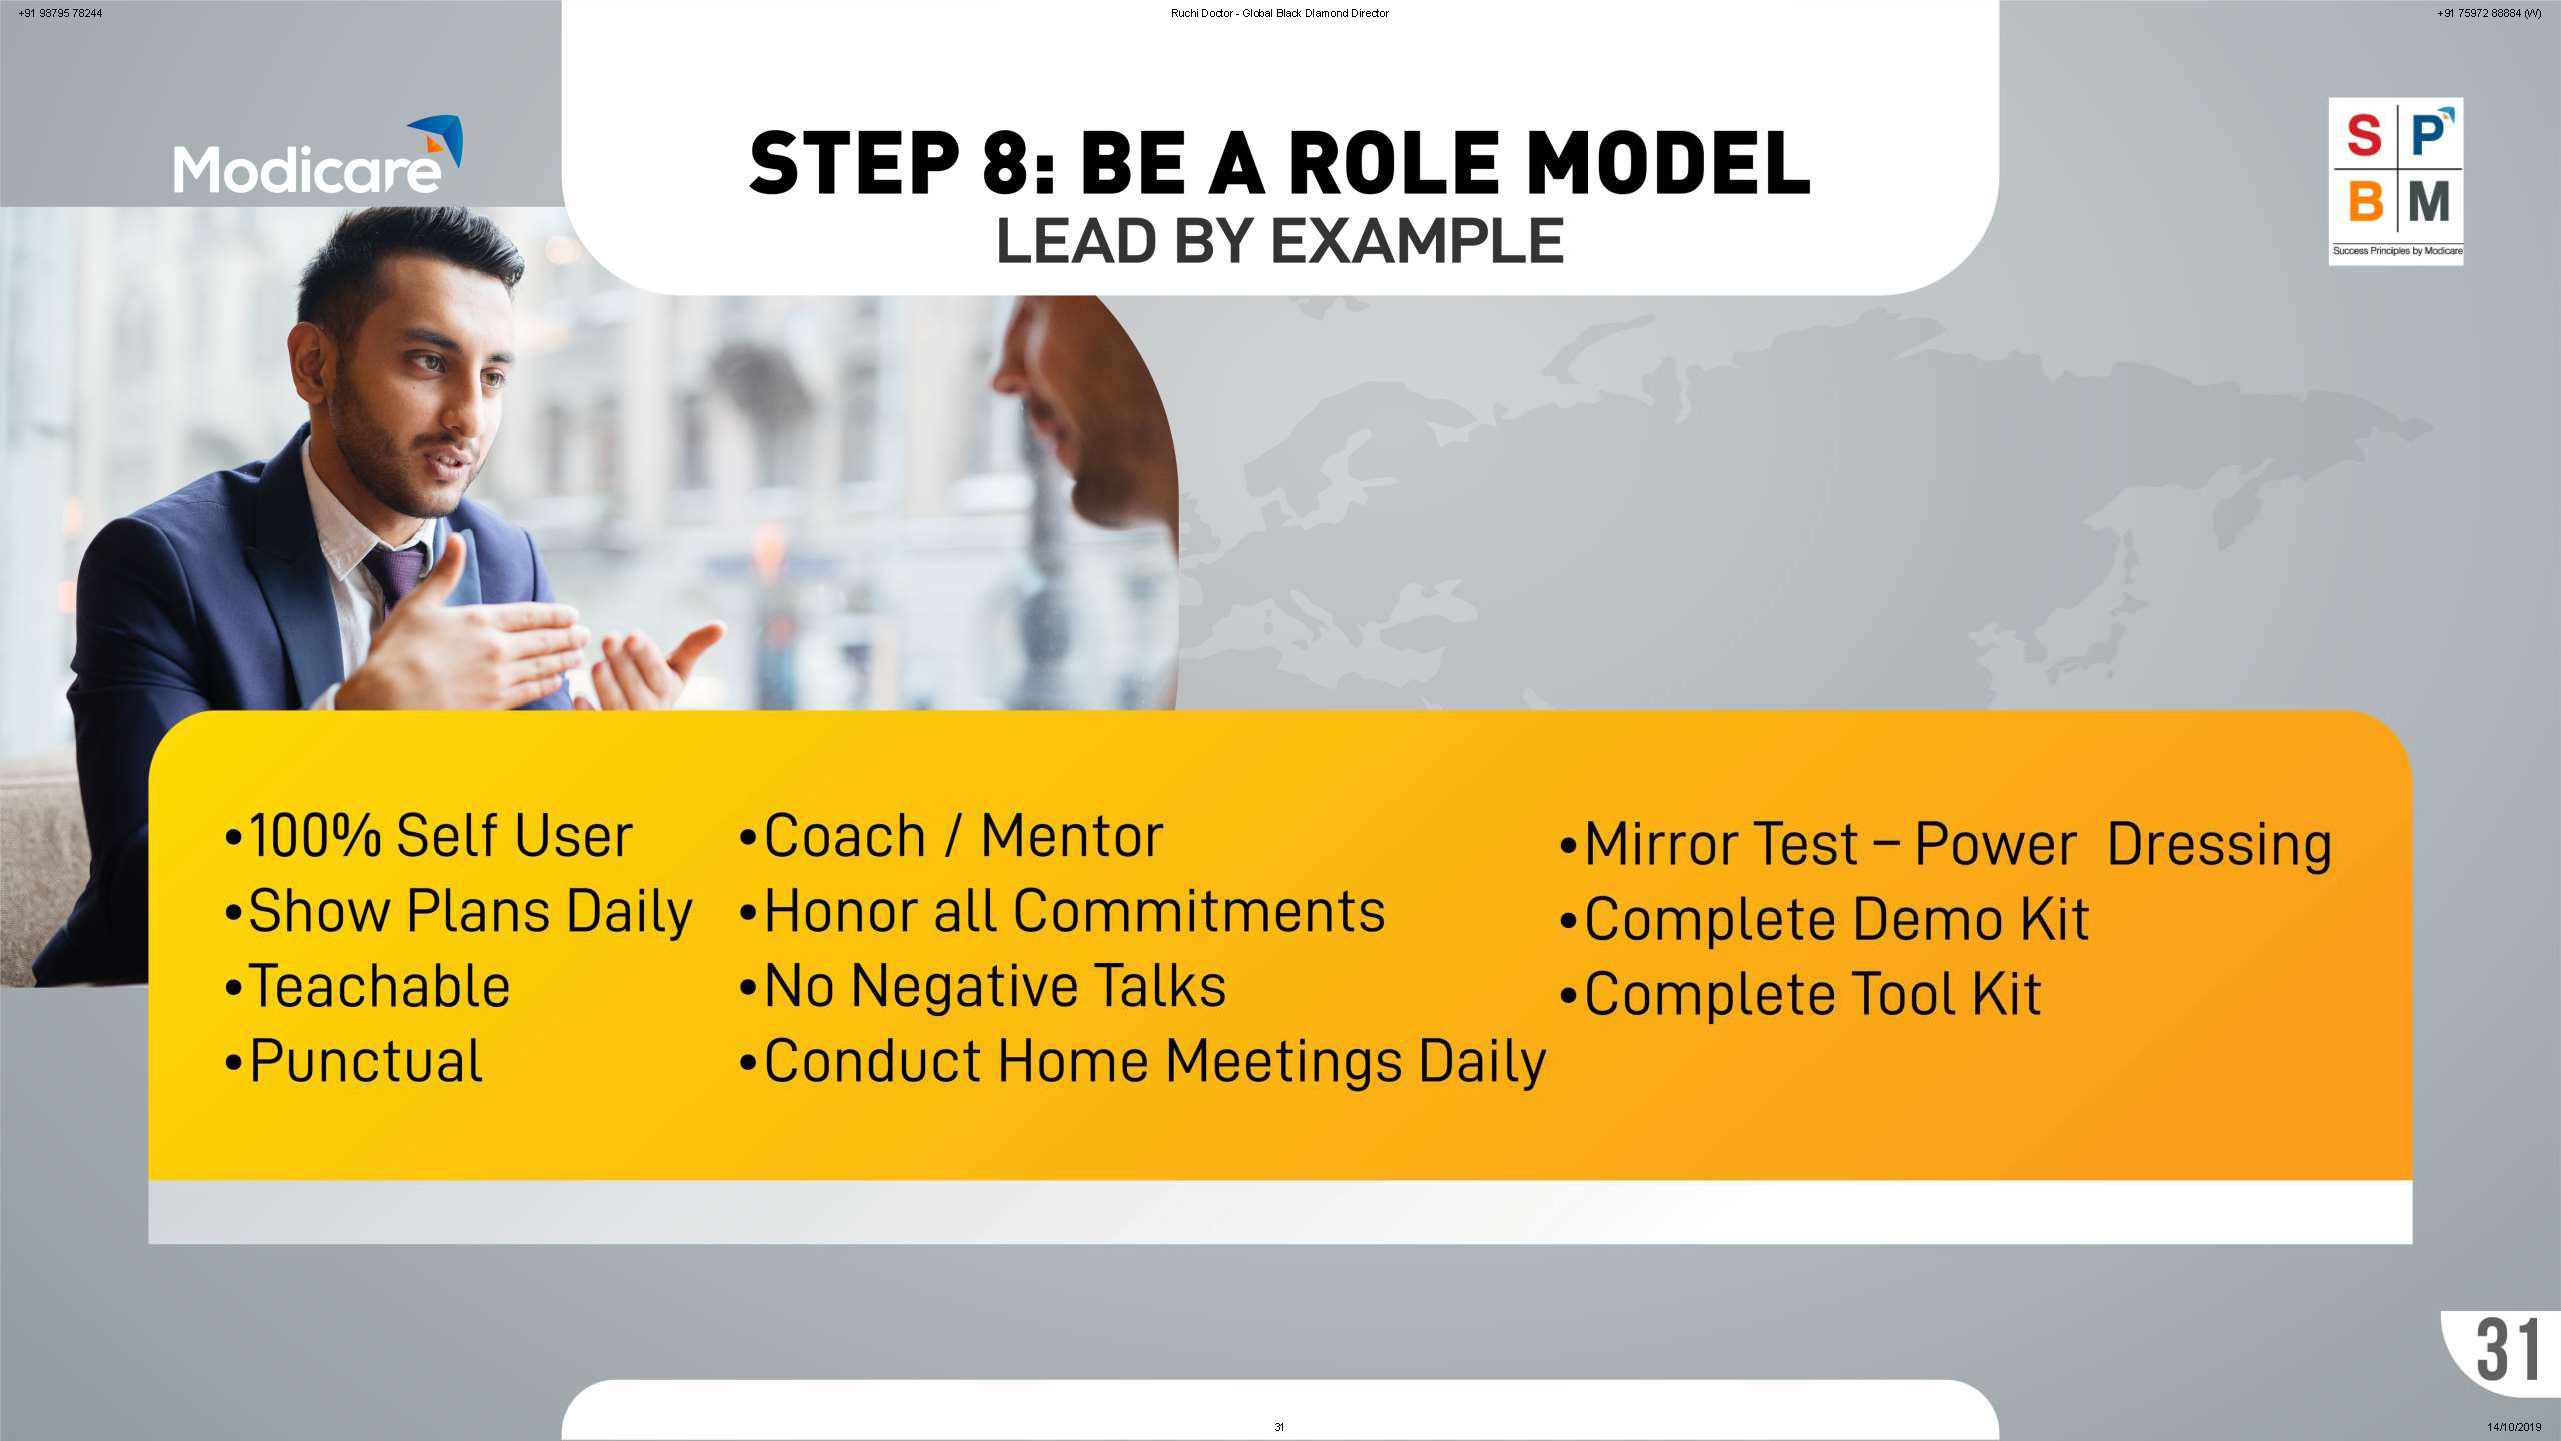 +91 98795 78244
Ruchi Doctor - Global Black DIamond Director
+91 75972 88884 (W)
Modicare
STEP 8: BE A ROLE MODEL
LEAD BY EXAMPLE
S P
B M
Success Principles by Modicare
•100% Self User
•Show Plans Daily
•Teachable
•Punctual
•Coach / Mentor
•Honor all Commitments
•No Negative Talks
•Conduct Home Meetings Daily
•Mirror Test – Power  Dressing
•Complete Demo Kit
•Complete Tool Kit
31
31
14/10/2019